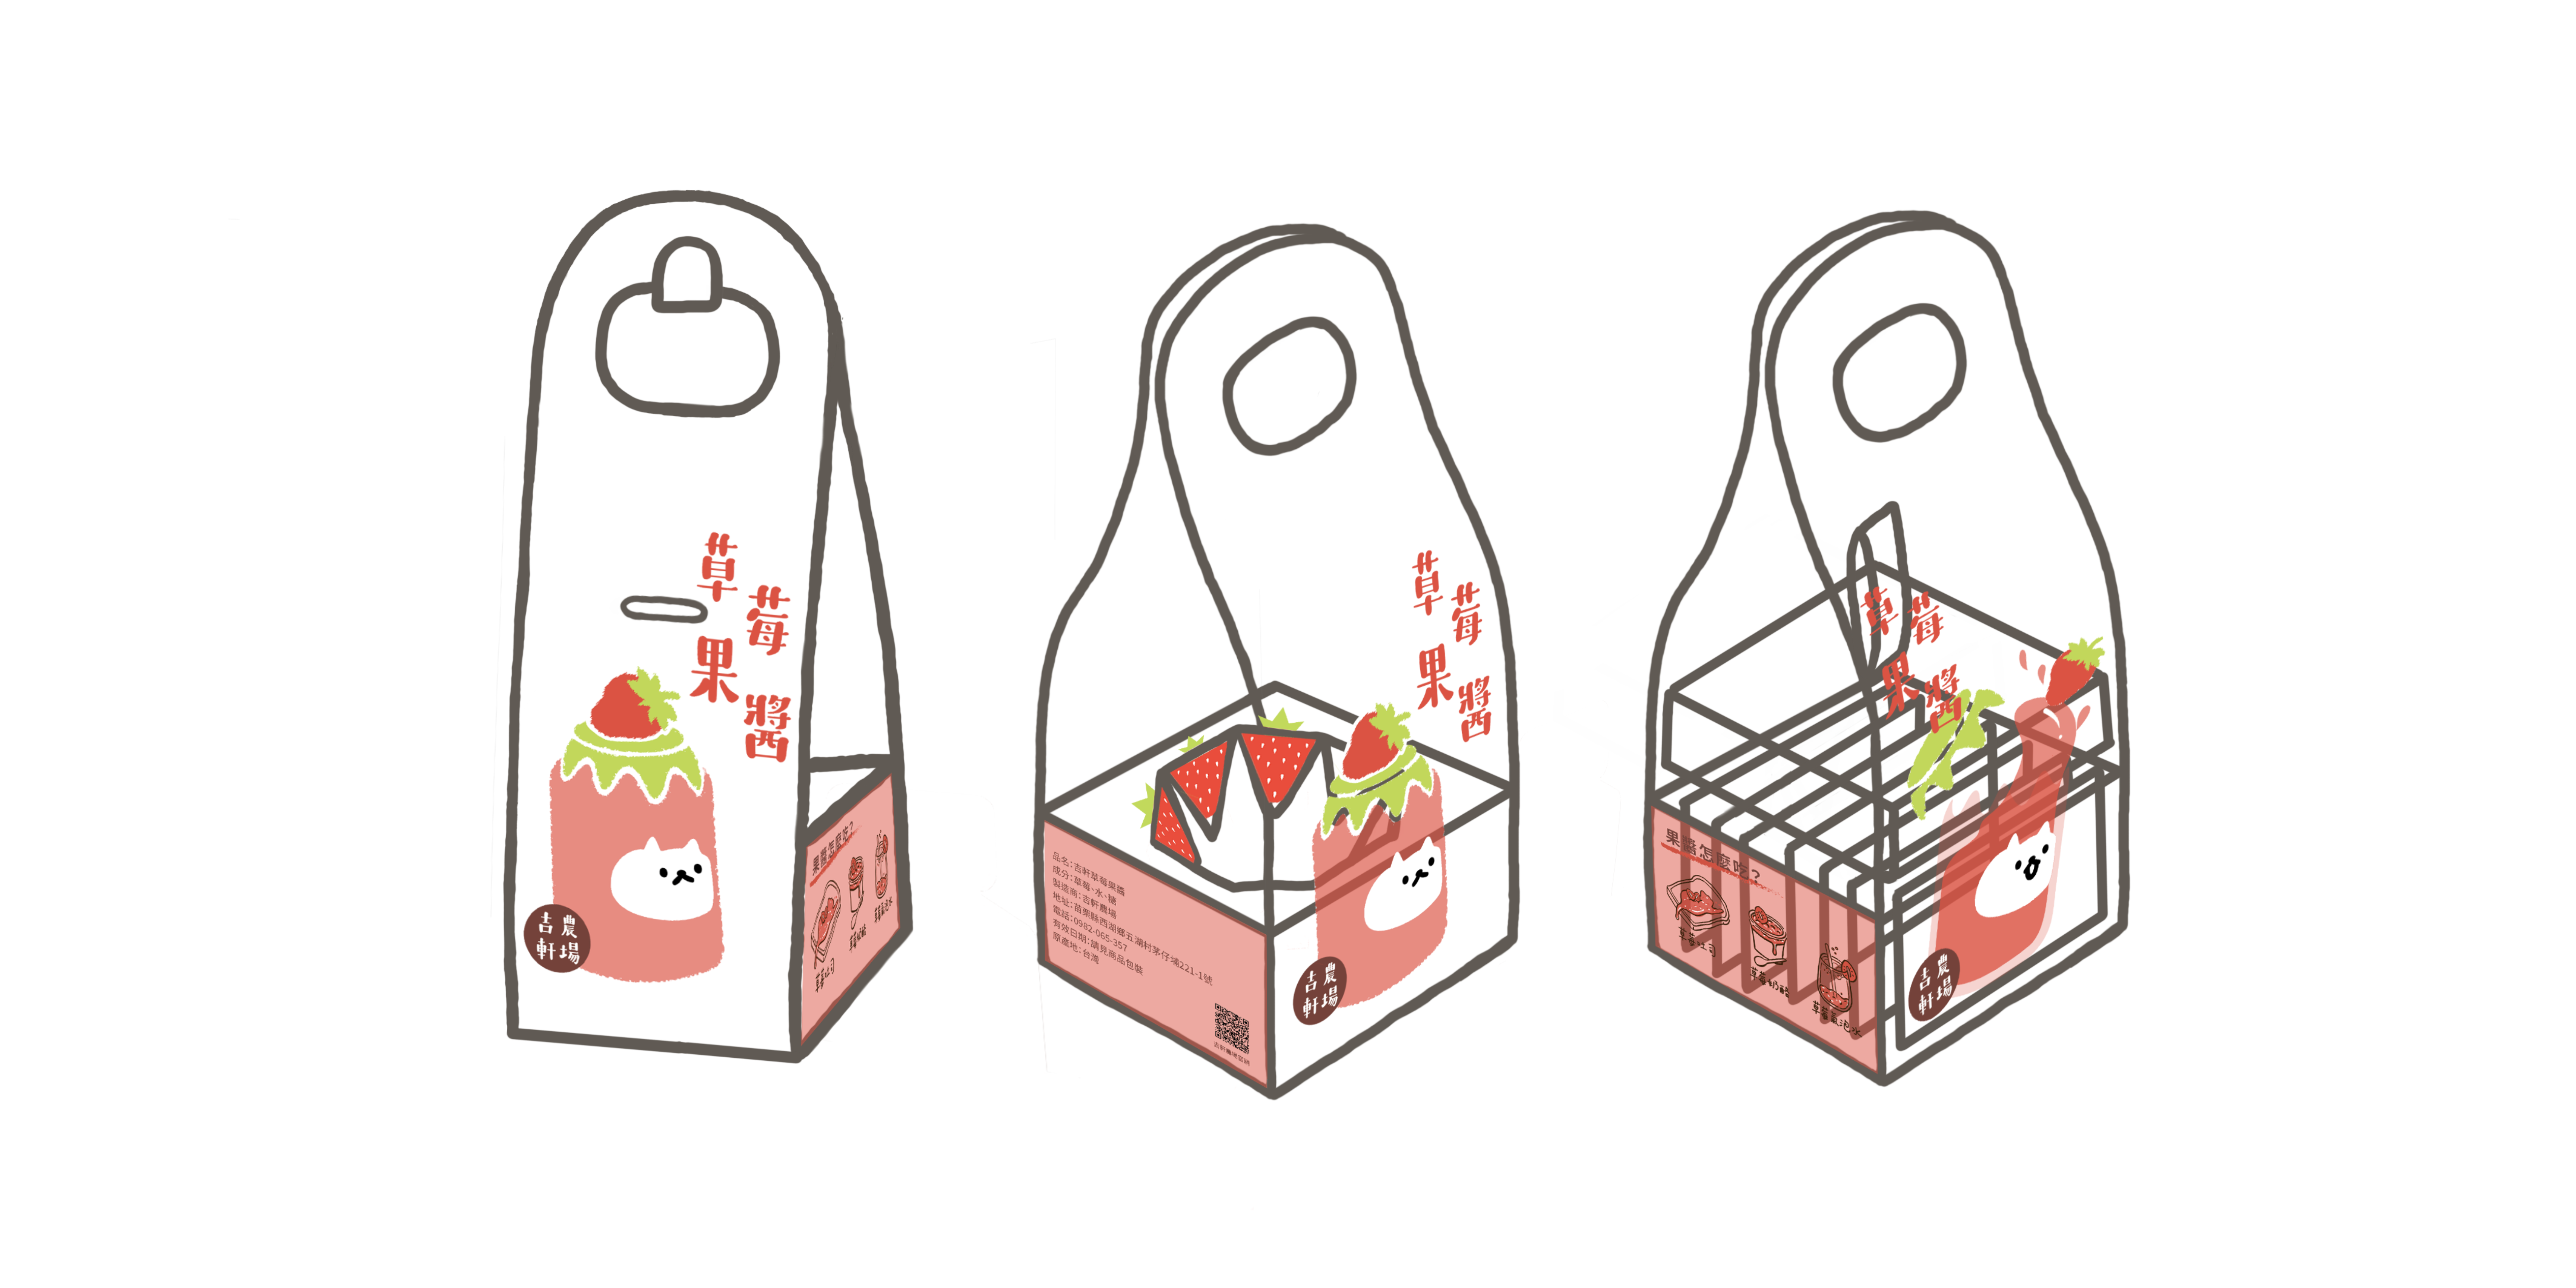 草莓果醬
吉軒農場
果醬怎麼吃?
草莓吐司
草莓奶酪
草莓氣泡水
草莓果醬
品名:吉軒草莓果醬
成分:草莓、水、糖
製造商:吉軒農場
地址:苗栗縣西湖鄉五湖村茅仔埔221-1號
電話:0982-065-357
有效日期:請見商品包裝
原產地:台灣
吉軒農場官網
吉軒農場
草莓果醬
果醬怎麼吃?
草莓吐司
草莓奶酪
草莓氣泡水
吉軒農場